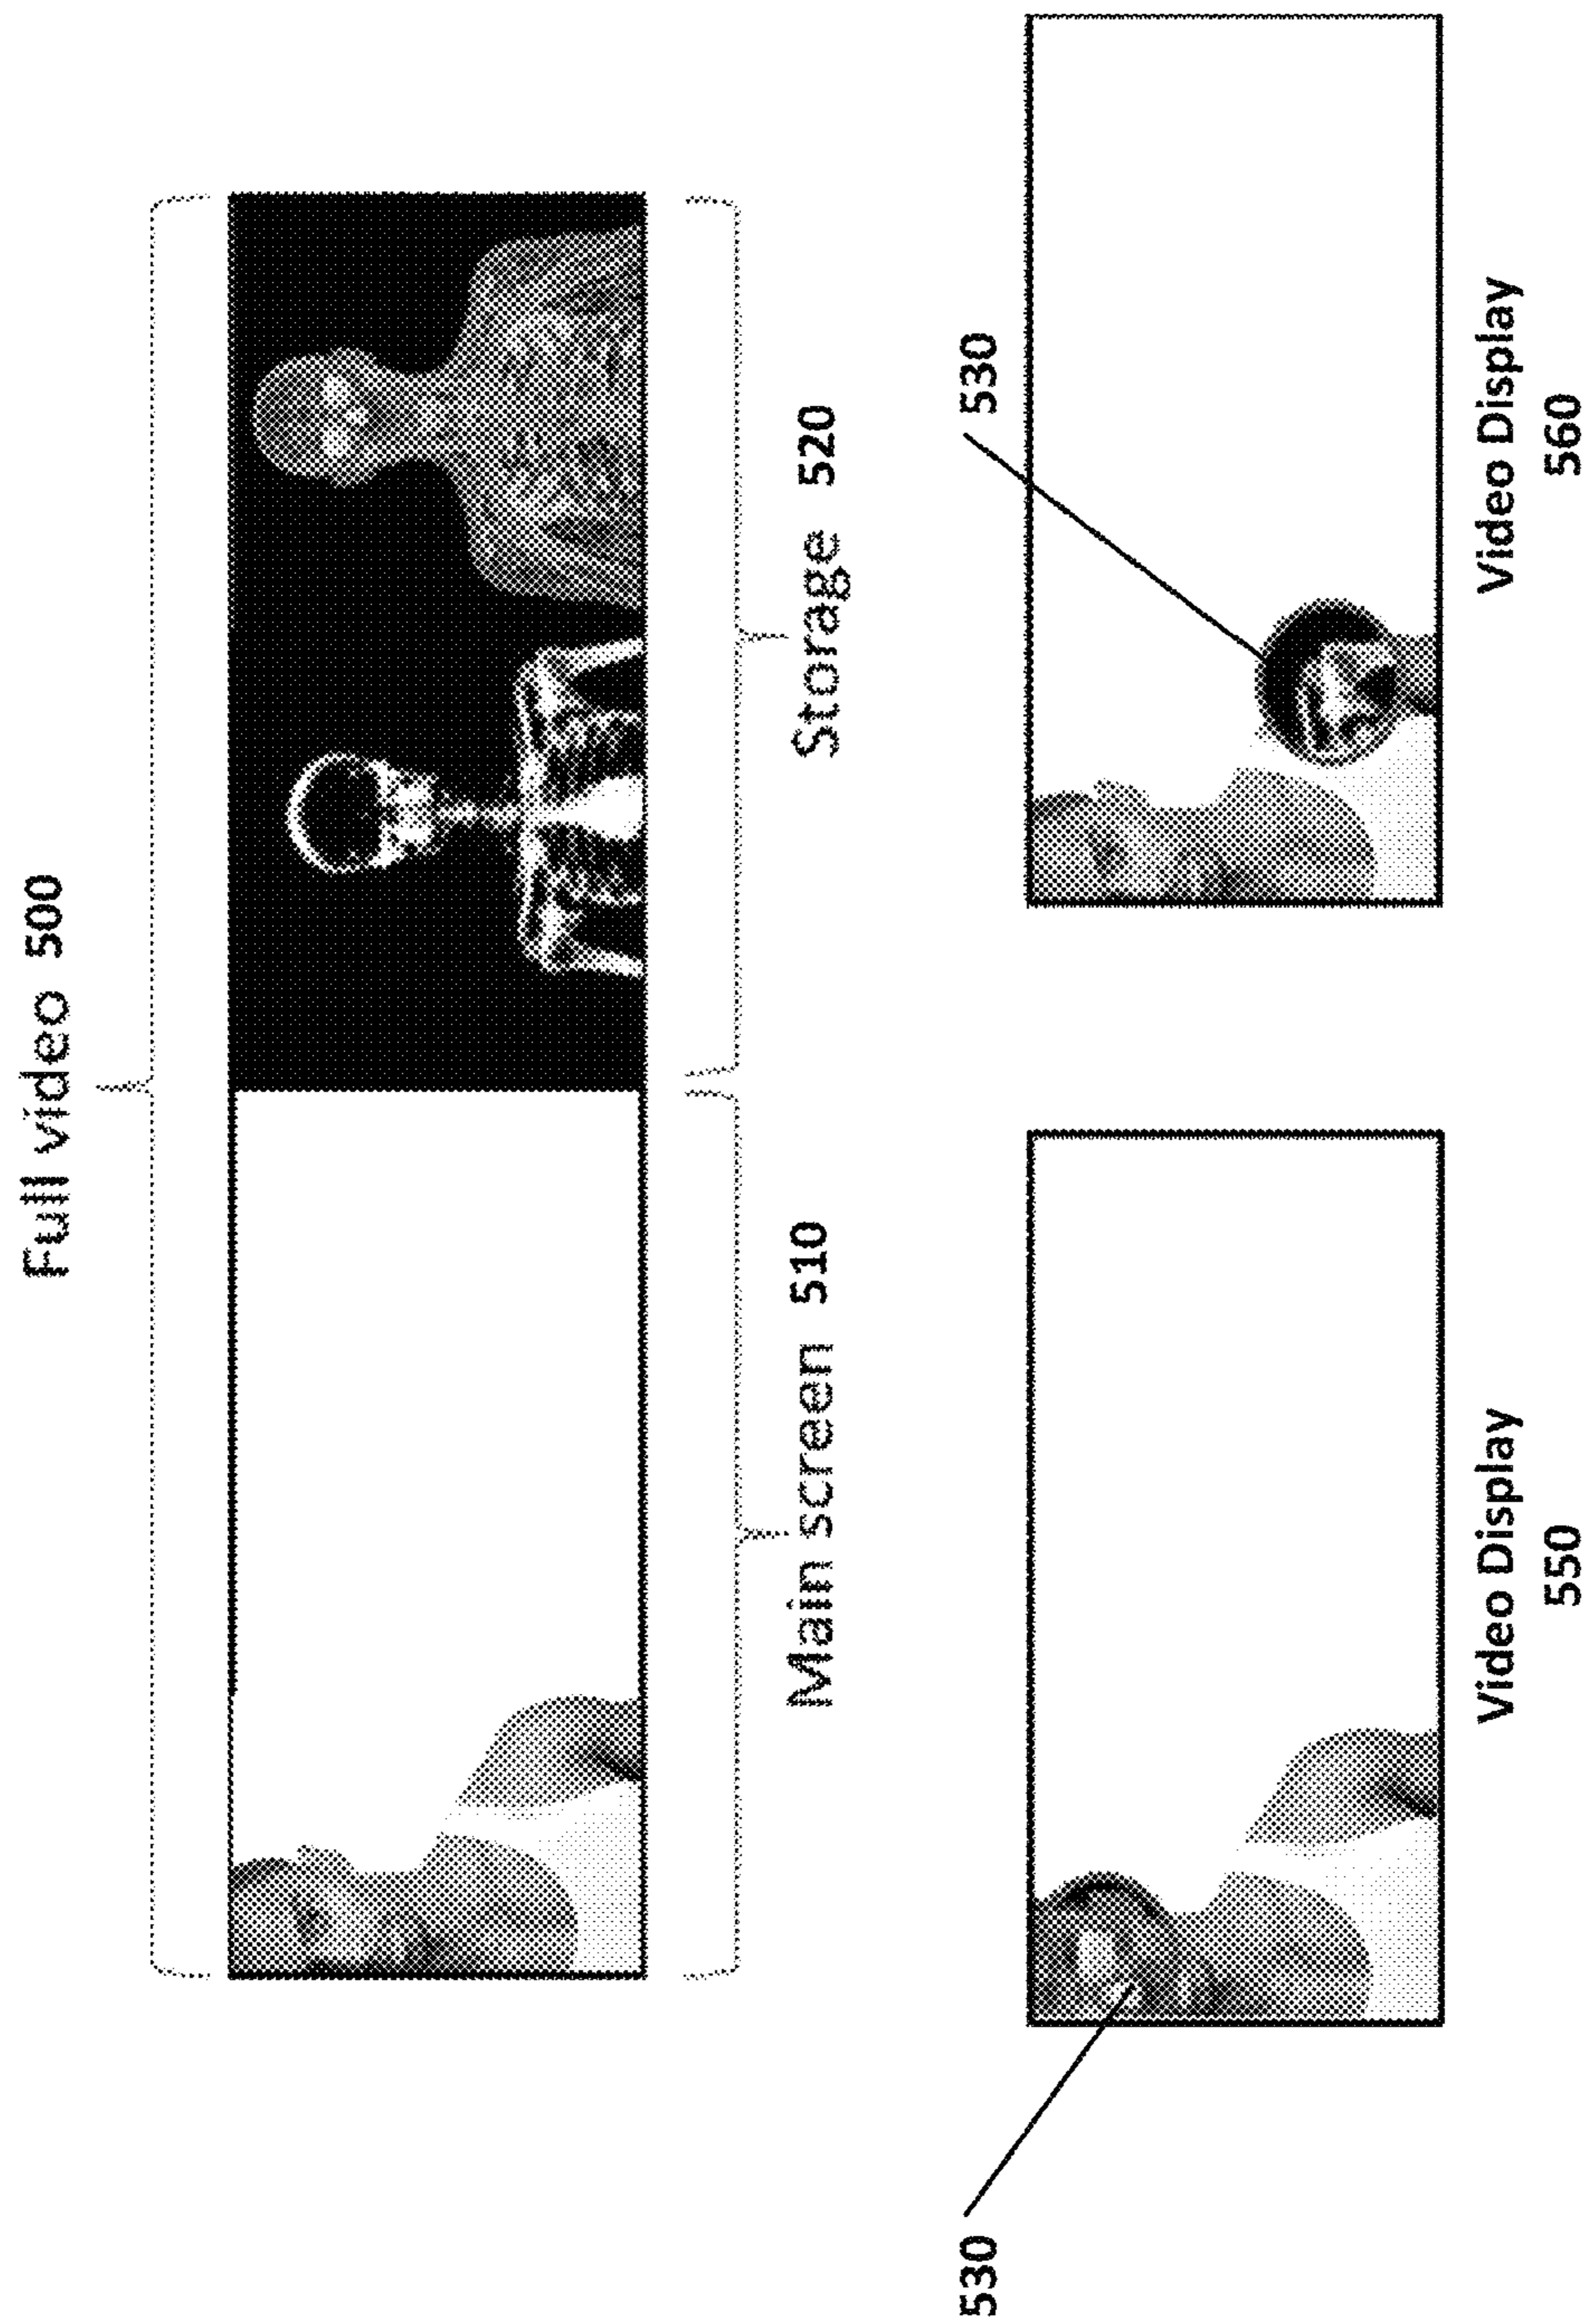 Full video 500
Main screen 510
Storage 520
530
530
Video Display
550
Video Display
560